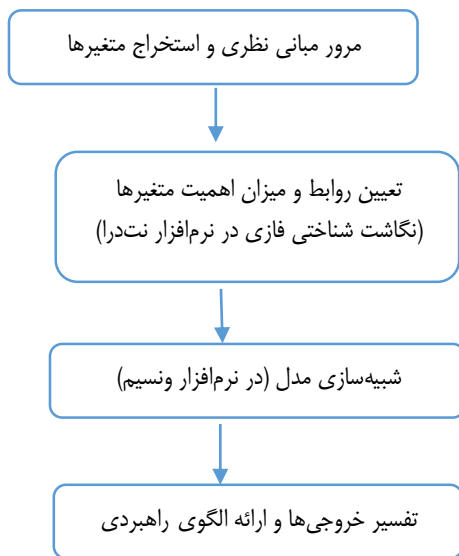 مرور مبانی نظری و استخراج متغیرها
تعیین روابط و میزان اهمیت متغیرها
(نگاشت شناختی فازی در نرم‌افزار نت‌درا)
شبیه‌سازی مدل (در نرم‌افزار ونسیم)
تفسیر خروجی‌ها و ارائه الگوی راهبردی